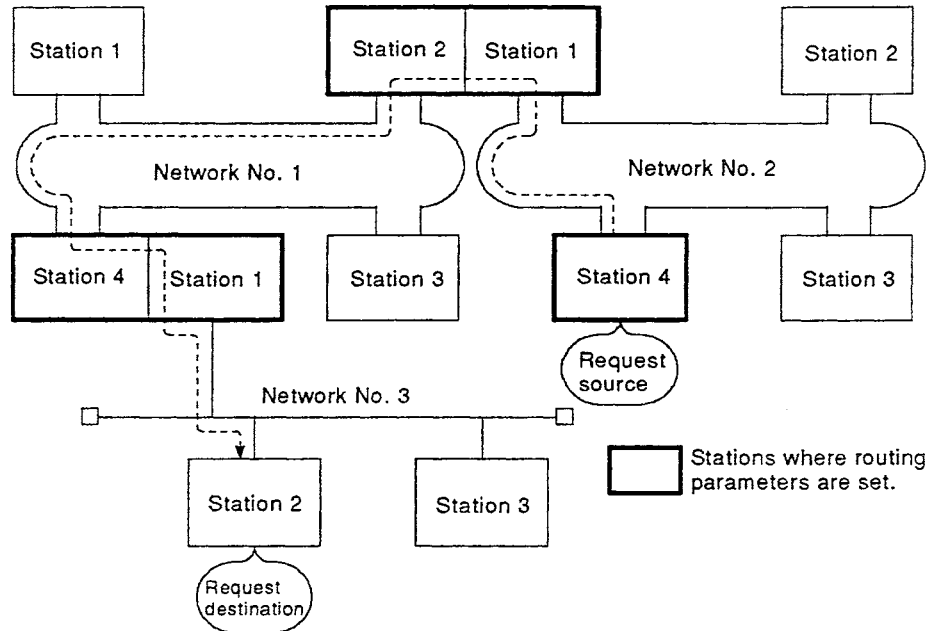 Station 1
Station 2
Station 1
Station 2
Network No. 1
Network No. 2
Station 4
Station 1
Station 3
Station 4
Station 3
Request
source
Network No. 3
Stations where routing
parameters are set.
Station 2
Station 3
Request
destination